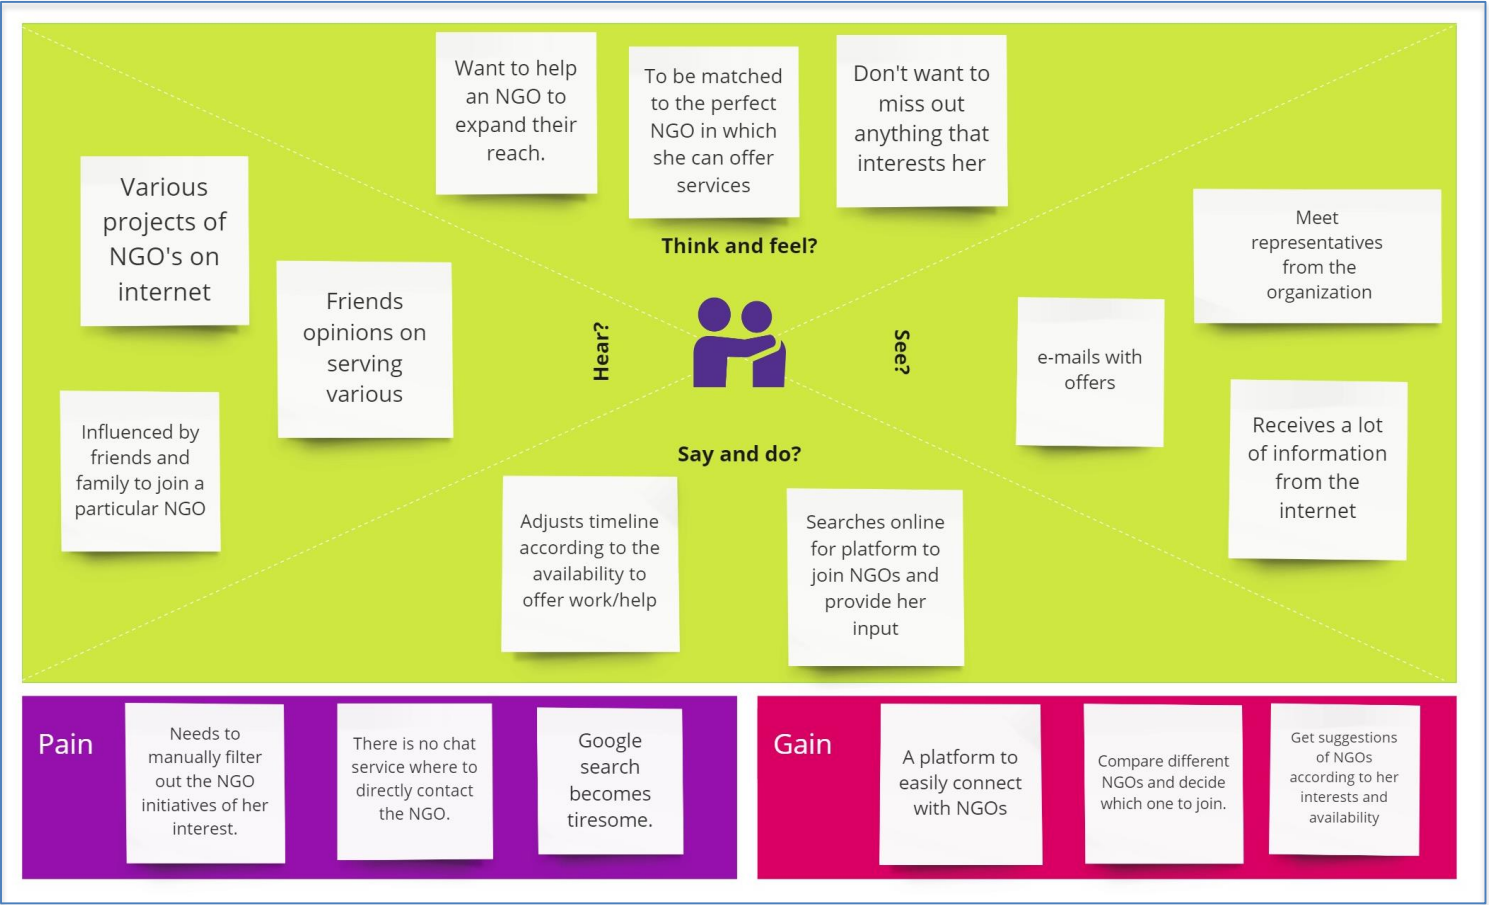 Want to help
an NGO to
expand their
reach.
To be matched
to the perfect
NGO in which
she can offer
services
Don't want to
miss out
anything that
interests her
Think and feel?
Various
projects of
NGO's on
internet
Friends
opinions on
serving
various
Influenced by
friends and
family to join a
particular NGO
Hear?
See?
Meet
representatives
from the
organization
e-mails with
offers
Receives a lot
of information
from the
internet
Say and do?
Adjusts timeline
according to the
availability to
offer work/help
Searches online
for platform to
join NGOs and
provide her
input
Pain
Needs to
manually filter
out the NGO
initiatives of her
interest.
There is no chat
service where to
directly contact
the NGO.
Google
search
becomes
tiresome.
Gain
A platform to
easily connect
with NGOs
Compare different
NGOs and decide
which one to join.
Get suggestions
of NGOs
according to her
interests and
availability